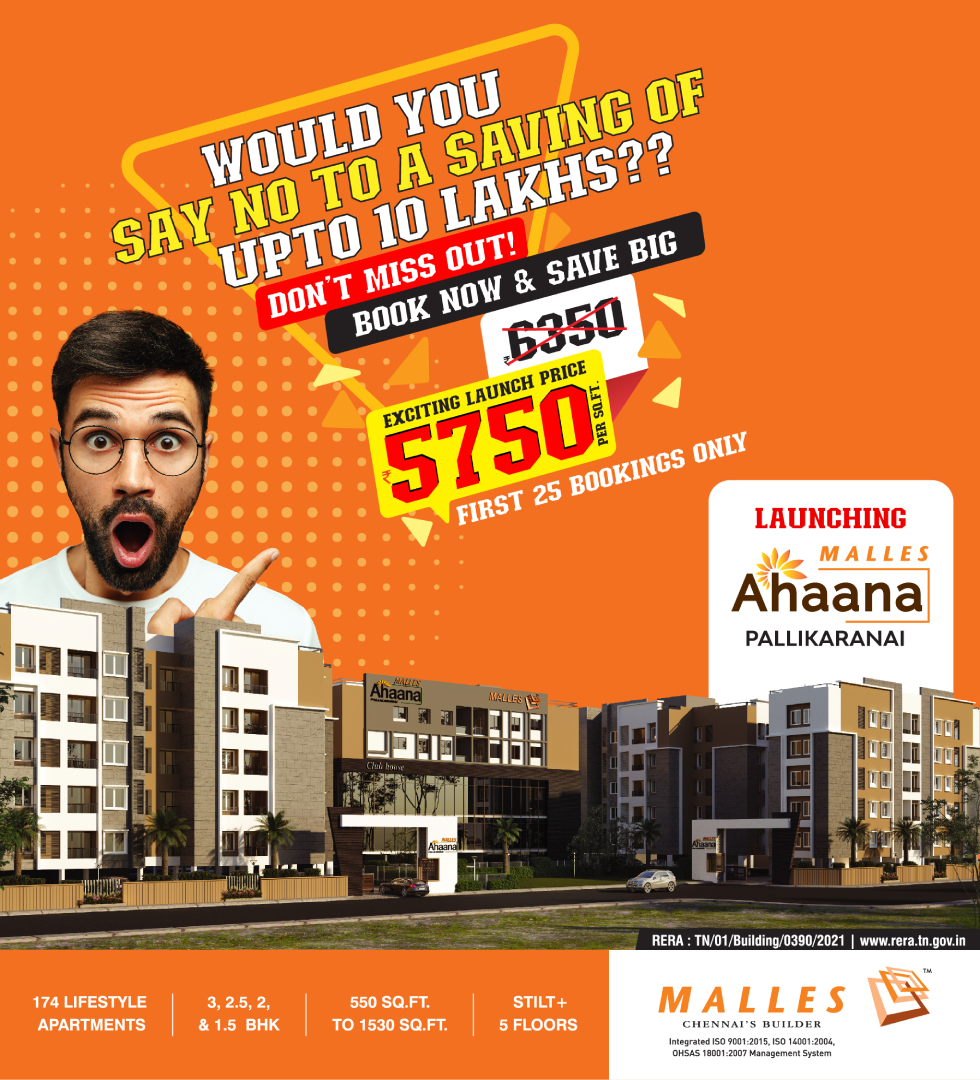 WOULD YOU
SAY NO TO A SAVING OF
UPTO 10 LAKHS??
DON'T MISS OUT!
BOOK NOW & SAVE BIG
₹6350
EXCITING LAUNCH PRICE
₹5750
PER SQ.FT.
FIRST 25 BOOKINGS ONLY
LAUNCHING
MALLES
Ahaana
PALLIKARANAI
MALLES
Ahaana
PALLIKARANAI
MALLES
Club house
MALLES
Ahaana
MALLES
Ahaana
RERA : TN/01/Building/0390/2021 | www.rera.tn.gov.in
174 LIFESTYLE
APARTMENTS
3, 2.5, 2,
& 1.5 BHK
550 SQ.FT.
TO 1530 SQ.FT.
STILT+
5 FLOORS
MALLES
TM
CHENNAI'S BUILDER
Integrated ISO 9001:2015, ISO 14001:2004,
OHSAS 18001:2007 Management System